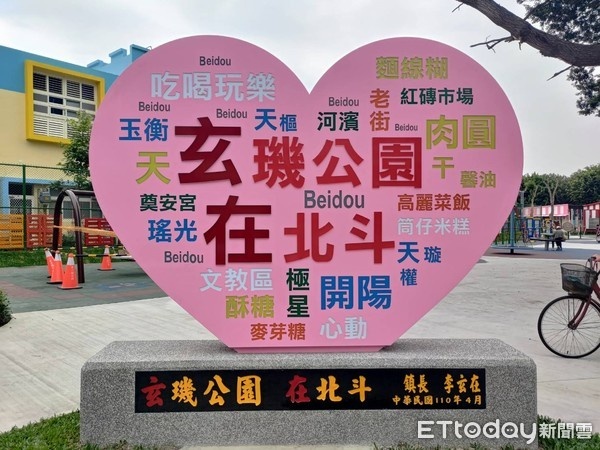 Beidou
吃喝玩樂
麵線糊
Beidou
Beidou
老街
紅磚市場
Beidou
玉衡
天樞
河濱
Beidou
肉圓
天
玄璣公園
干
馨油
奠安宮
Beidou
高麗菜飯
瑤光
Beidou
在北斗
筒仔米糕
Beidou
天璇
天權
文教區
極星
開陽
酥糖
麥芽糖
心動
玄璣公園 在北斗 鎮長 李玄在
中華民國110年4月
ETtoday新聞雲